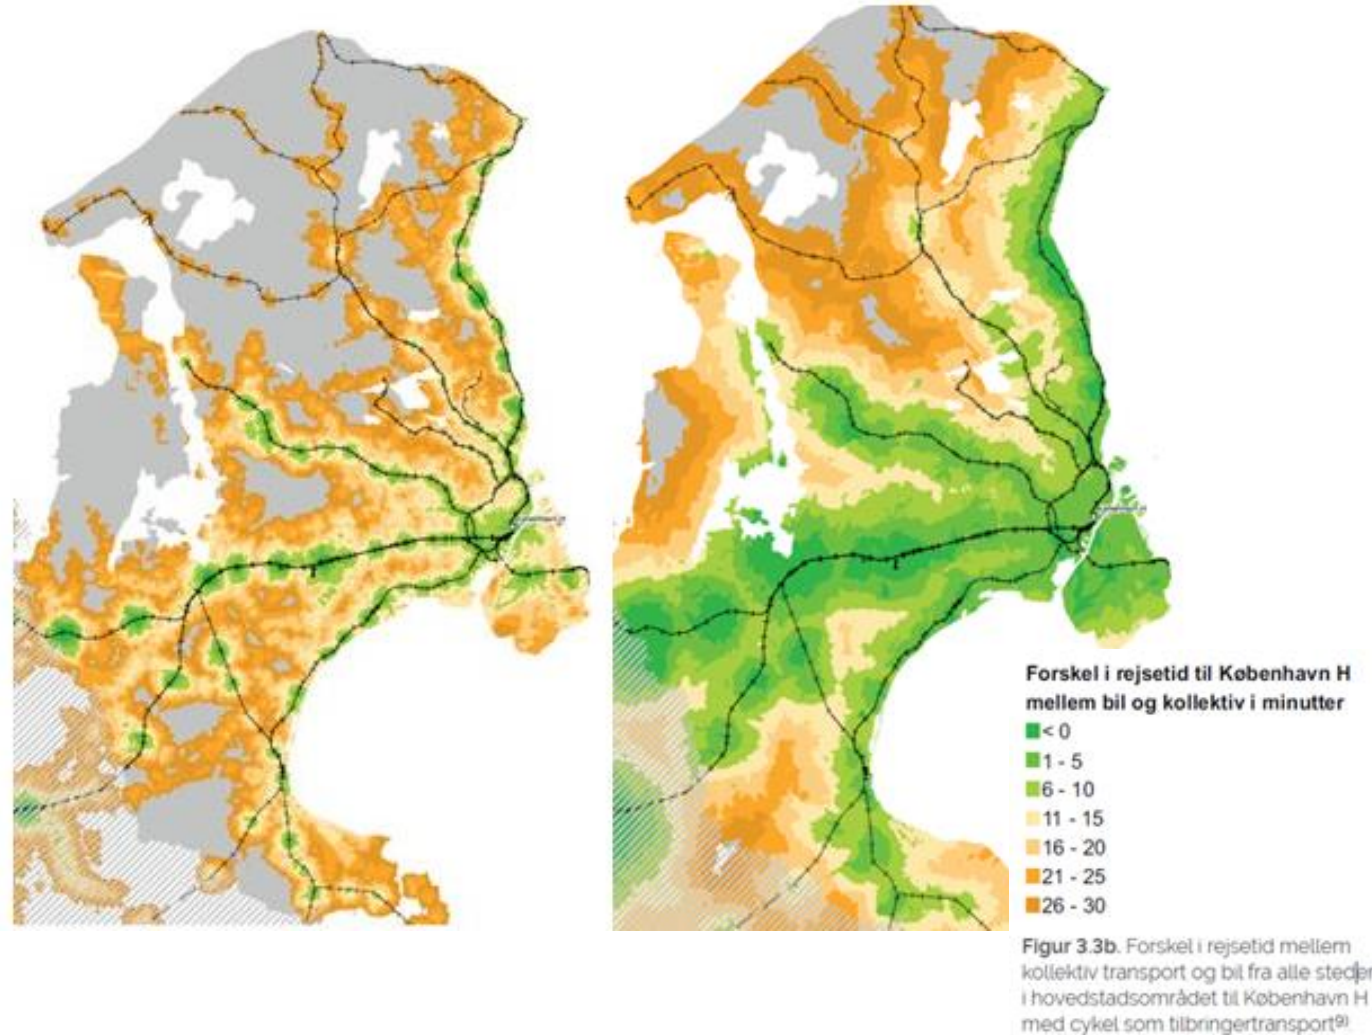 Forskel i rejsetid til København H
mellem bil og kollektiv i minutter
< 0
1 - 5
6 - 10
11 - 15
16 - 20
21 - 25
26 - 30
Figur 3.3b. Forskel i rejsetid mellem
kollektiv transport og bil fra alle steder
i hovedstadsområdet til København H
med cykel som tilbringertransport⁹⁾